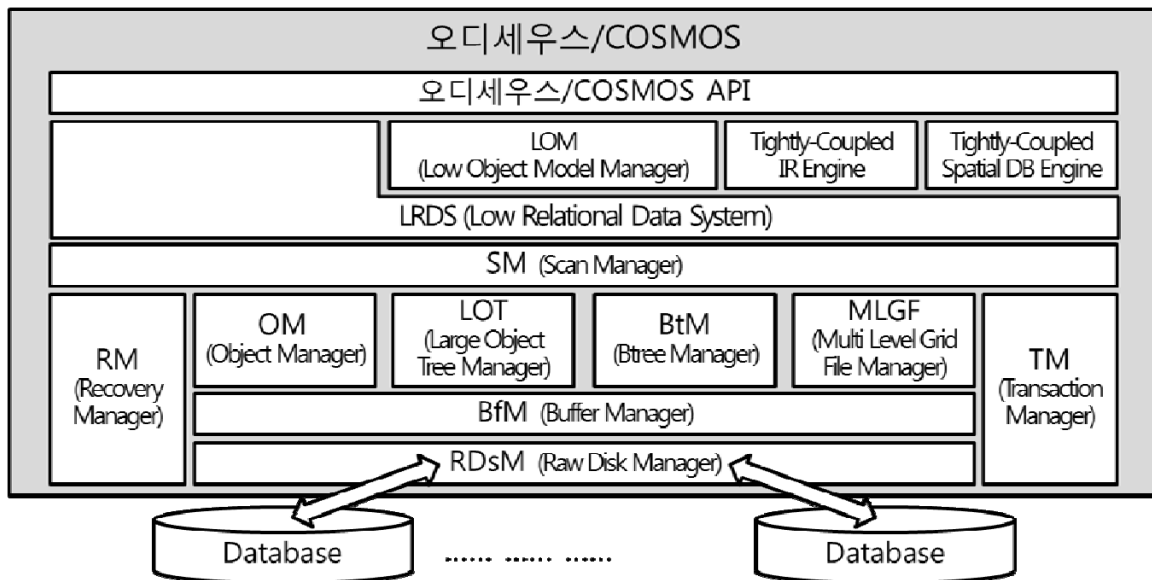 오디세우스/COSMOS
오디세우스/COSMOS API
LOM
(Low Object Model Manager)
Tightly-Coupled
IR Engine
Tightly-Coupled
Spatial DB Engine
LRDS (Low Relational Data System)
SM (Scan Manager)
RM
(Recovery
Manager)
OM
(Object Manager)
LOT
(Large Object
Tree Manager)
BtM
(Btree Manager)
MLGF
(Multi Level Grid
File Manager)
TM
(Transaction
Manager)
BfM (Buffer Manager)
RDsM (Raw Disk Manager)
Database
...... ...... ......
Database